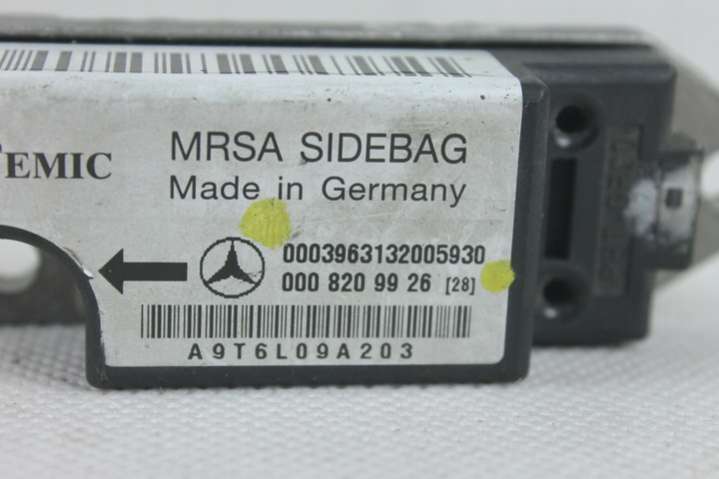 EMIC
MRSA SIDEBAG
Made in Germany
0003963132005930
000 820 99 26 [28]
A9T6L09A203